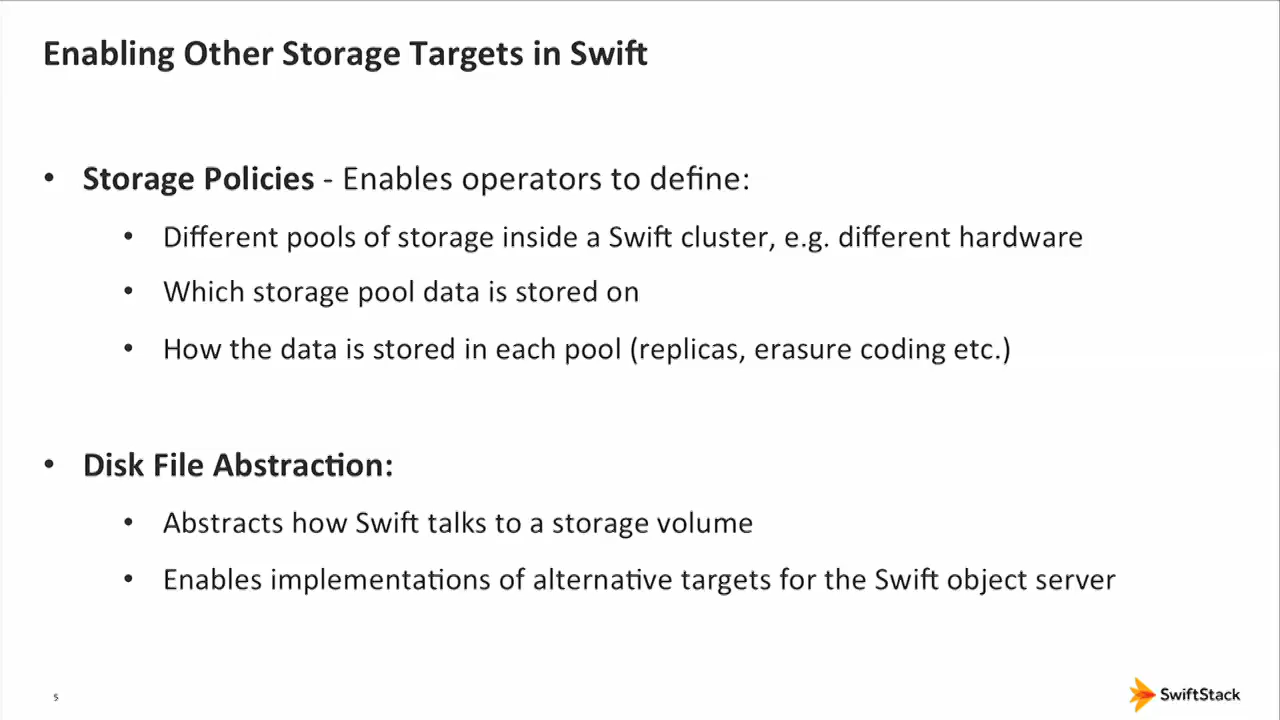 Enabling Other Storage Targets in Swift
• Storage Policies - Enables operators to define:
• Different pools of storage inside a Swift cluster, e.g. different hardware
• Which storage pool data is stored on
• How the data is stored in each pool (replicas, erasure coding etc.)
• Disk File Abstraction:
• Abstracts how Swift talks to a storage volume
• Enables implementations of alternative targets for the Swift object server
5
SwiftStack